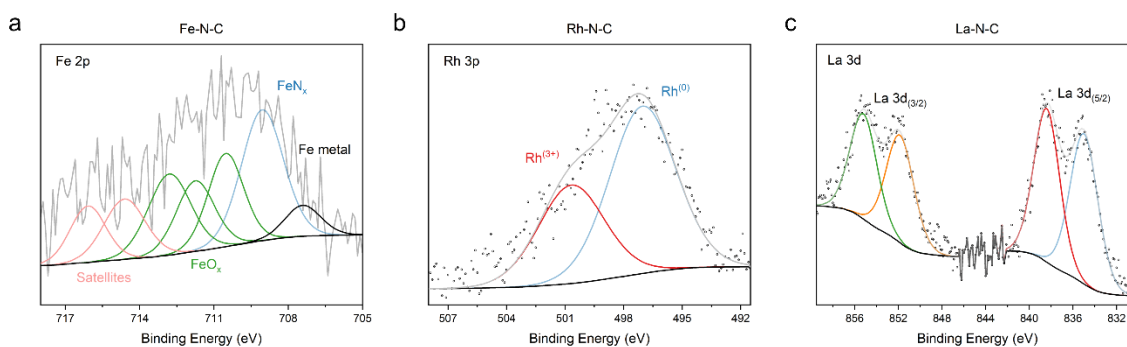 a
Fe-N-C
Fe 2p
FeNₓ
Fe metal
FeOₓ
Satellites
717 714 711 708 705
Binding Energy (eV)
b
Rh-N-C
Rh 3p
Rh⁽⁰⁾
Rh⁽³⁺⁾
507 504 501 498 495 492
Binding Energy (eV)
c
La-N-C
La 3d
La 3d₍₃/₂₎
La 3d₍₅/₂₎
856 852 848 844 840 836 832
Binding Energy (eV)